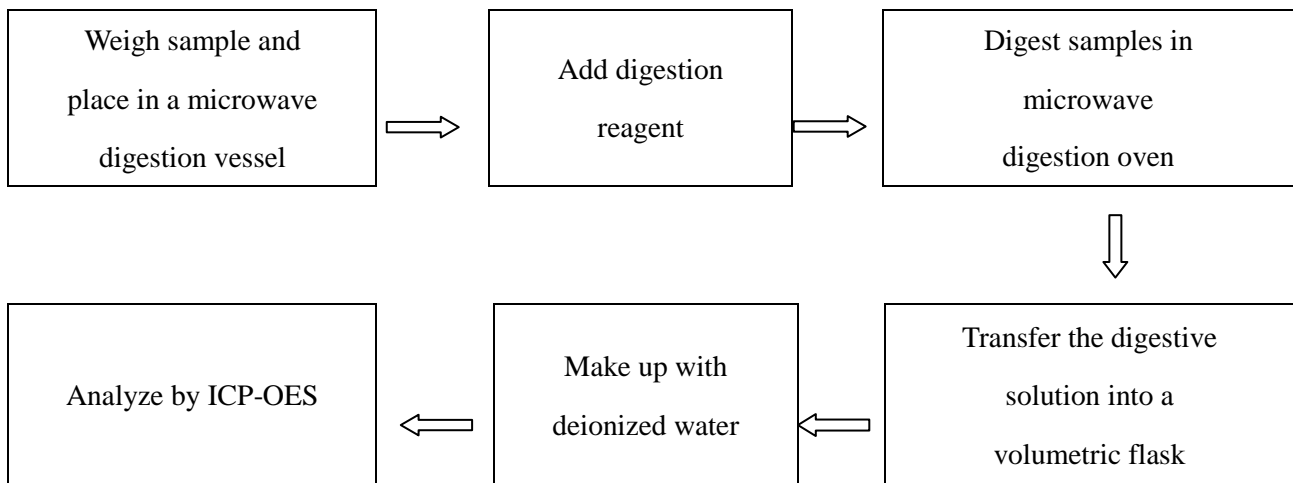 Weigh sample and
place in a microwave
digestion vessel
Add digestion
reagent
Digest samples in
microwave
digestion oven
Transfer the digestive
solution into a
volumetric flask
Make up with
deionized water
Analyze by ICP-OES